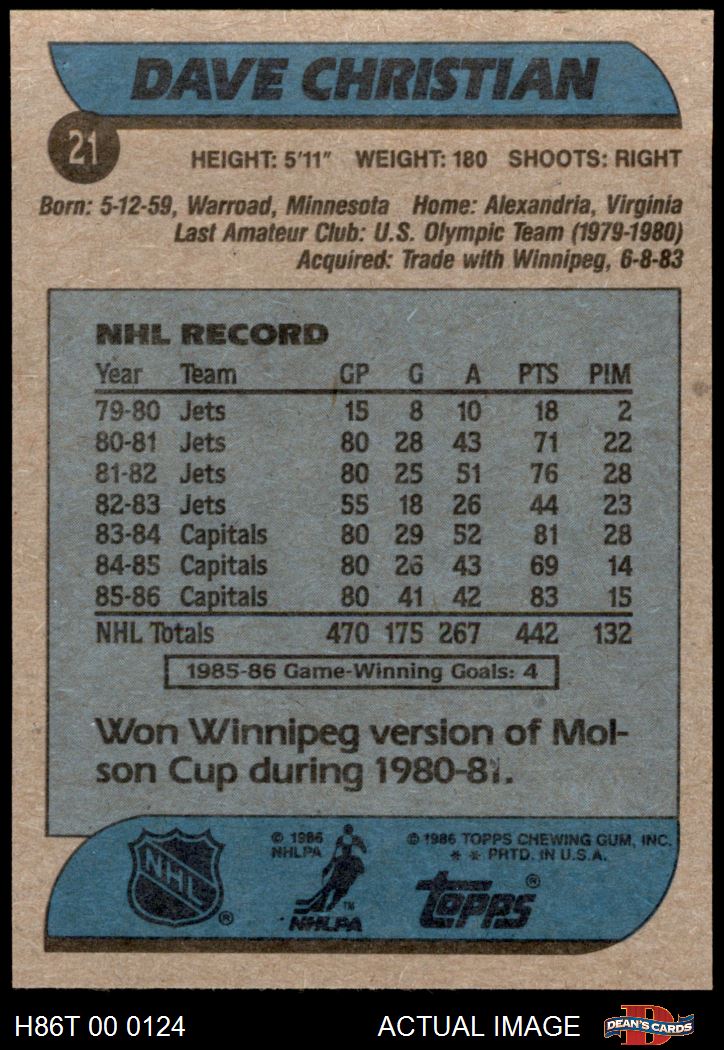 DAVE CHRISTIAN
21
HEIGHT: 5'11" WEIGHT: 180 SHOOTS: RIGHT
Born: 5-12-59, Warroad, Minnesota Home: Alexandria, Virginia
Last Amateur Club: U.S. Olympic Team (1979-1980)
Acquired: Trade with Winnipeg, 6-8-83
NHL RECORD
Year Team GP G A PTS PIM
79-80 Jets 15 8 10 18 2
80-81 Jets 80 28 43 71 22
81-82 Jets 80 25 51 76 28
82-83 Jets 55 18 26 44 23
83-84 Capitals 80 29 52 81 28
84-85 Capitals 80 26 43 69 14
85-86 Capitals 80 41 42 83 15
NHL Totals 470 175 267 442 132
1985-86 Game-Winning Goals: 4
Won Winnipeg version of Mol-
son Cup during 1980-81.
NHL ®
© 1986
NHLPA
™
NHLPA
© 1986 TOPPS CHEWING GUM, INC.
* * PRTD. IN U.S.A.
topps ®
H86T 00 0124 ACTUAL IMAGE
D
DEAN'S CARDS